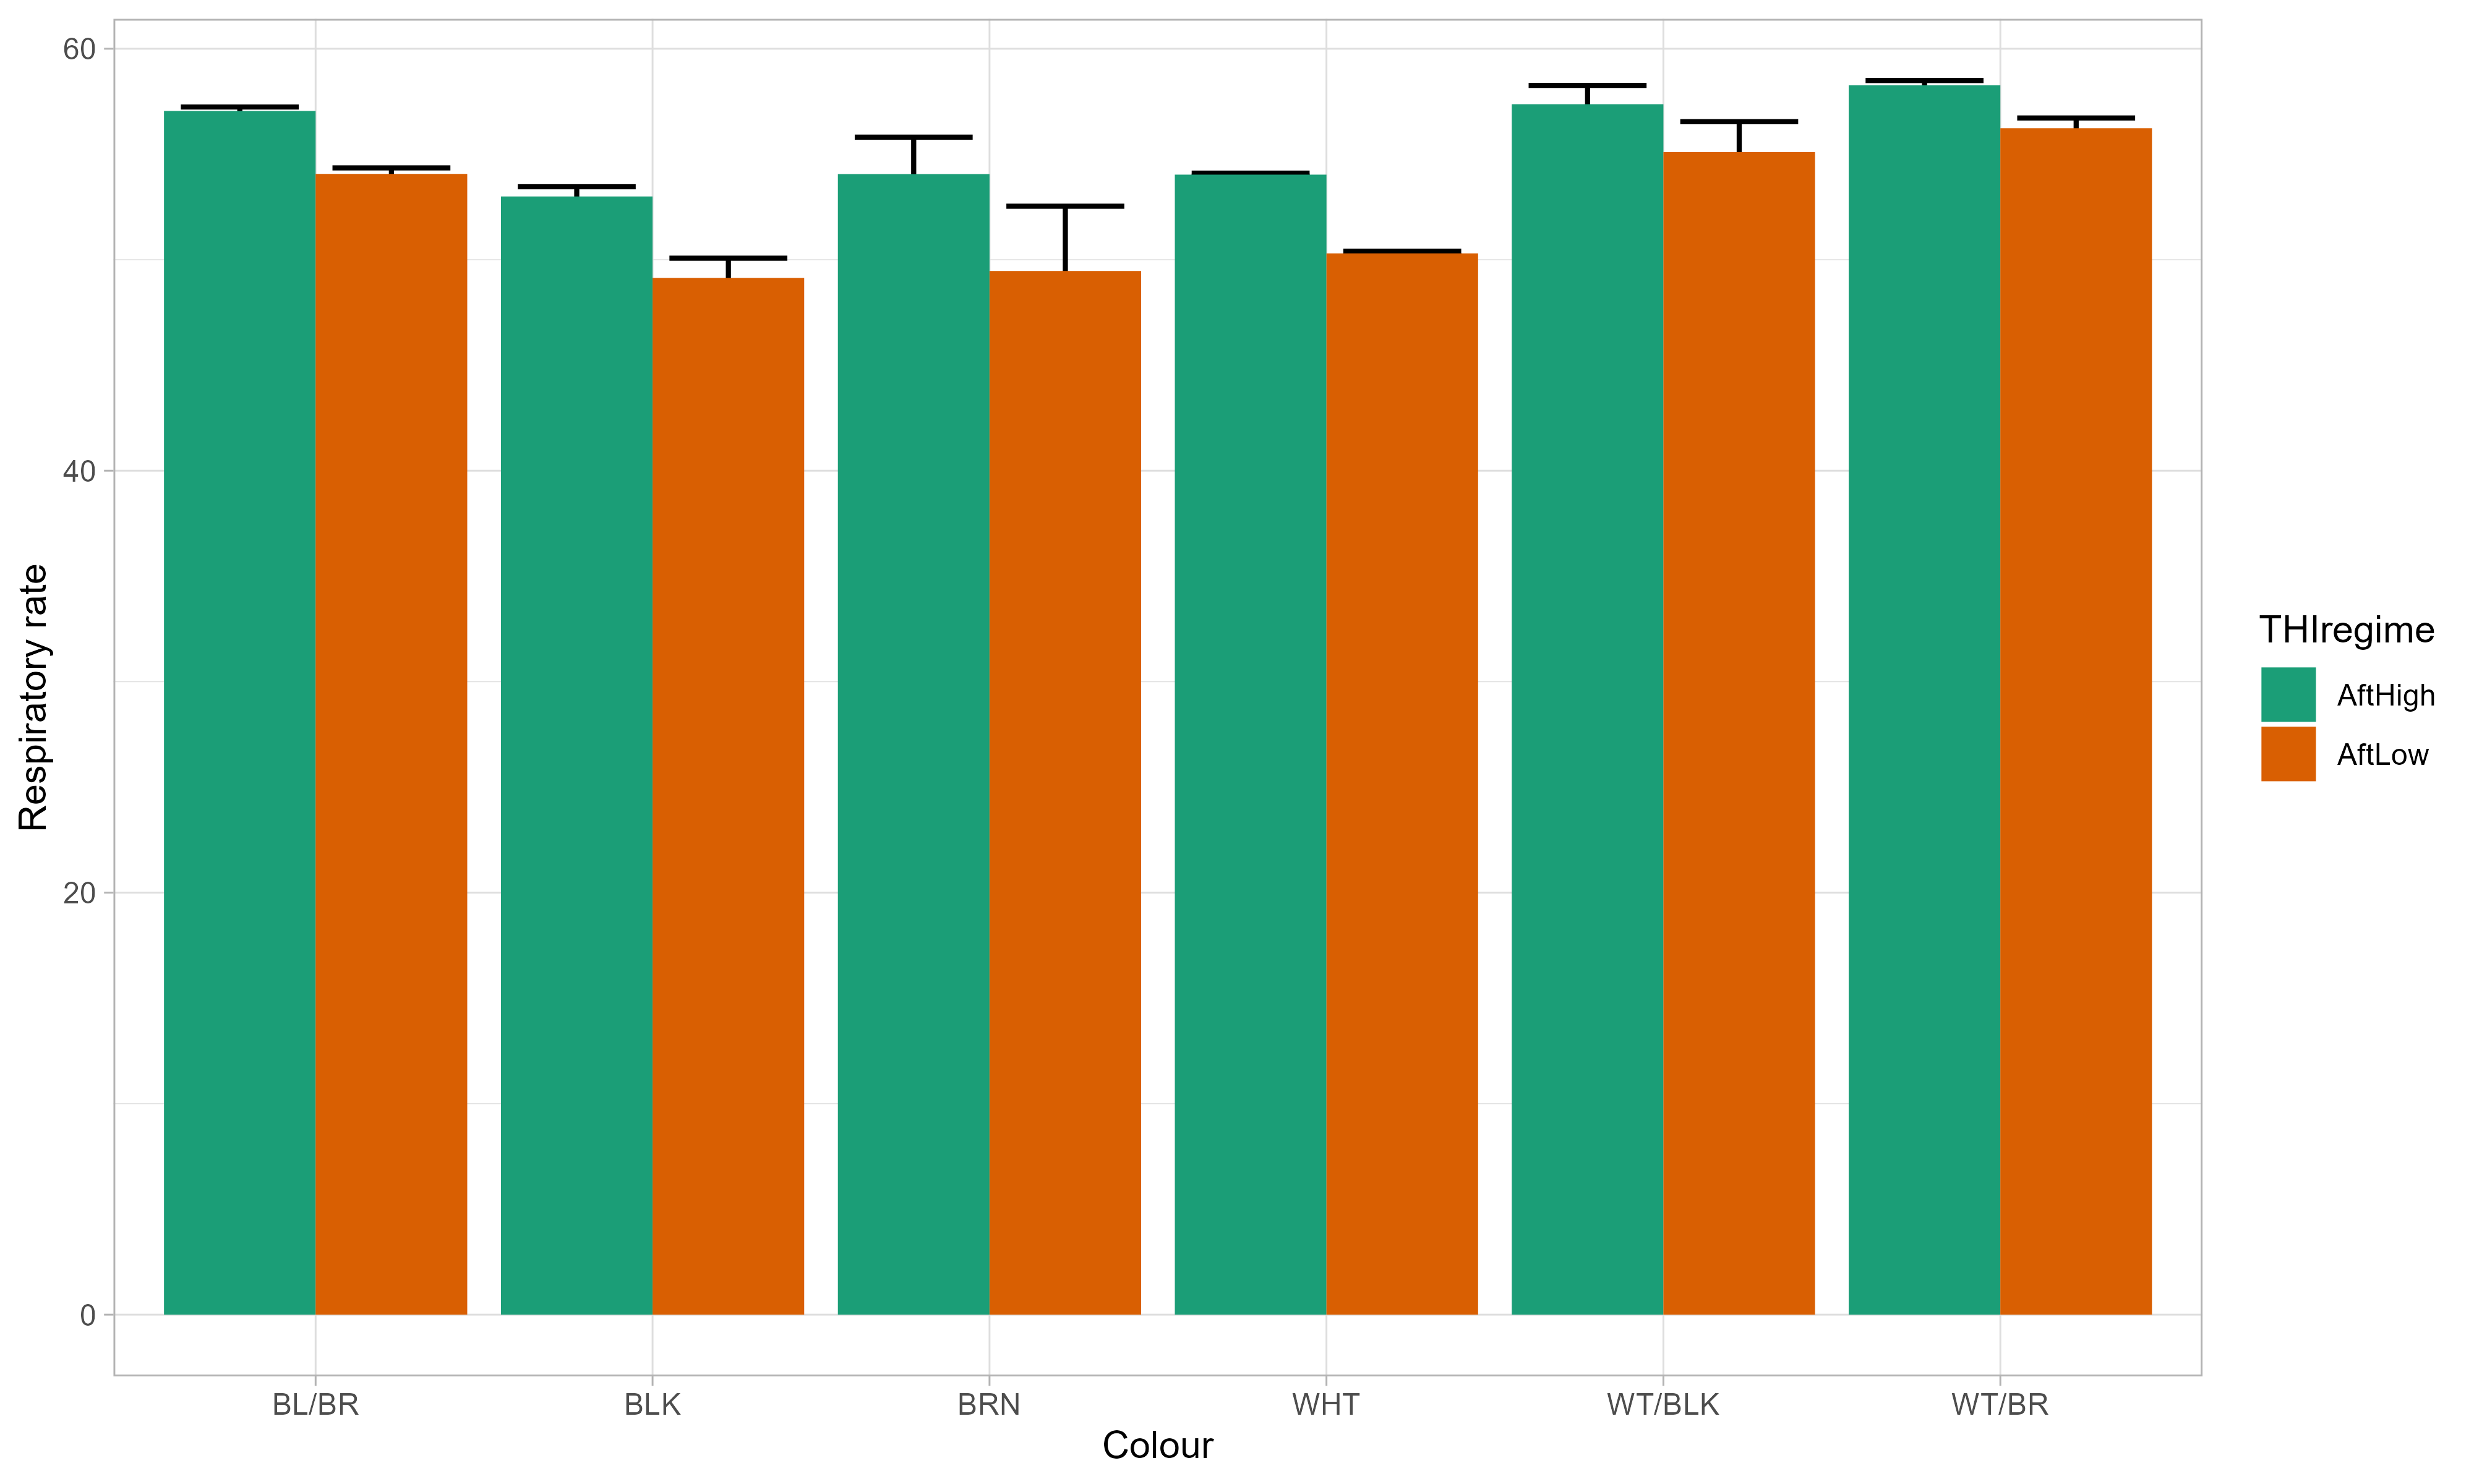 60
40
20
0
Respiratory rate
BL/BR BLK BRN WHT WT/BLK WT/BR
Colour
THIregime
AftHigh
AftLow